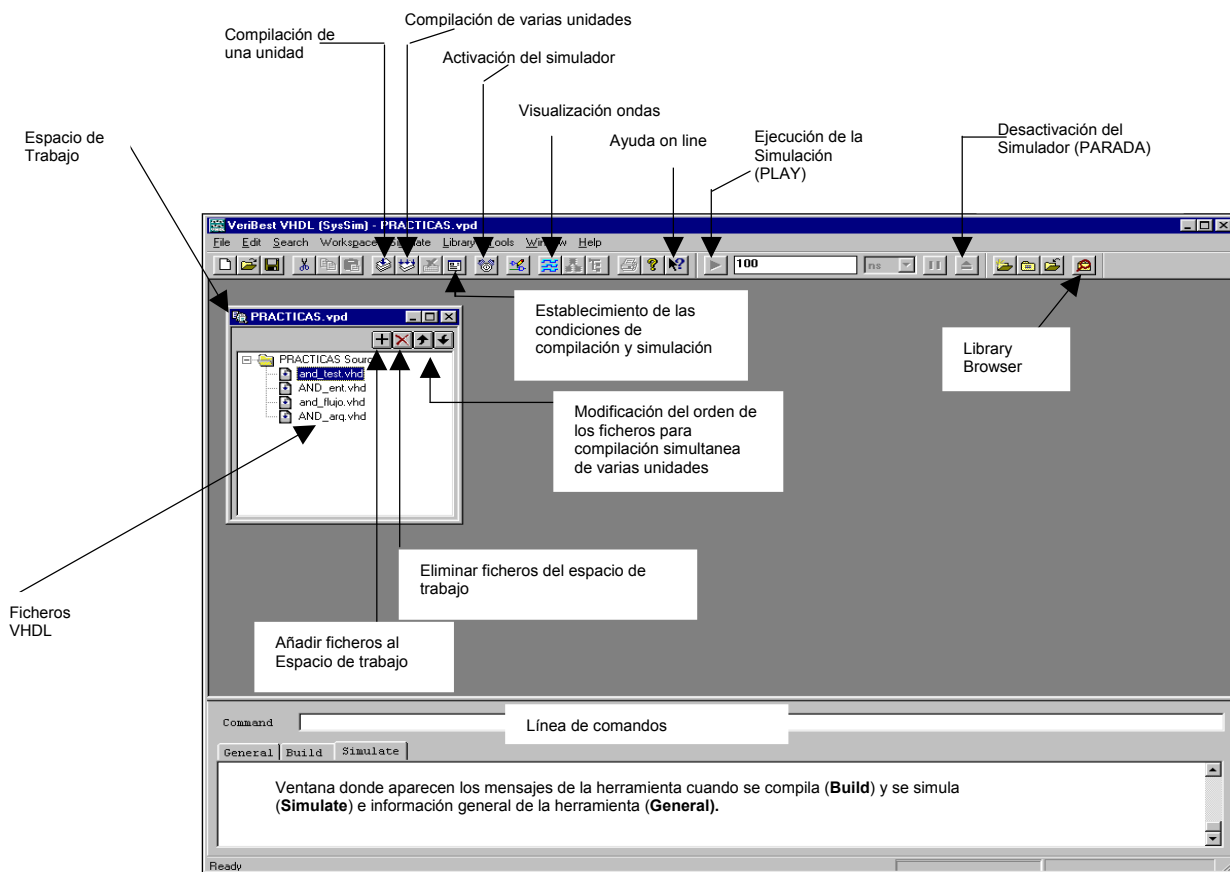 Compilación de varias unidades
Compilación de
una unidad
Activación del simulador
Visualización ondas
Ayuda on line
Ejecución de la
Simulación
(PLAY)
Desactivación del
Simulador (PARADA)
Espacio de
Trabajo
VeriBest VHDL (SysSim) - PRACTICAS.vpd
File Edit Search Workspace Simulate Library Tools Window Help
100 ns
PRACTICAS.vpd
PRACTICAS Sourc
and_test.vhd
AND_ent.vhd
and_flujo.vhd
AND_arq.vhd
Establecimiento de las
condiciones de
compilación y simulación
Library
Browser
Modificación del orden de
los ficheros para
compilación simultanea
de varias unidades
Eliminar ficheros del espacio de
trabajo
Ficheros
VHDL
Añadir ficheros al
Espacio de trabajo
Command
Línea de comandos
General Build Simulate
Ventana donde aparecen los mensajes de la herramienta cuando se compila (Build) y se simula
(Simulate) e información general de la herramienta (General).
Ready